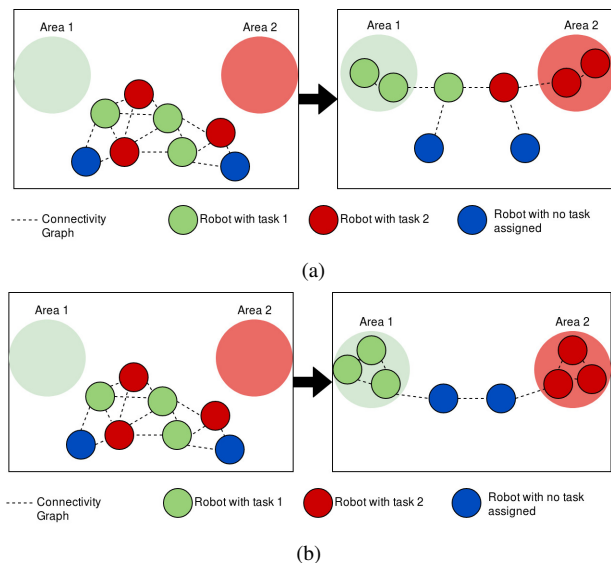 Area 1
Area 2
Area 1
Area 2
Connectivity
Graph
Robot with task 1
Robot with task 2
Robot with no task
assigned
(a)
Area 1
Area 2
Area 1
Area 2
Connectivity
Graph
Robot with task 1
Robot with task 2
Robot with no task
assigned
(b)